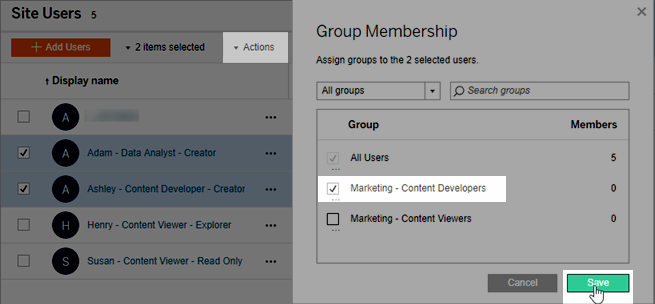 Site Users 5
+ Add Users
2 items selected
Actions
↑ Display name
A
A Adam - Data Analyst - Creator
A Ashley - Content Developer - Creator
H Henry - Content Viewer - Explorer
S Susan - Content Viewer - Read Only
Group Membership
Assign groups to the 2 selected users.
All groups
Search groups
Group Members
All Users 5
Marketing - Content Developers 0
Marketing - Content Viewers 0
Cancel
Save